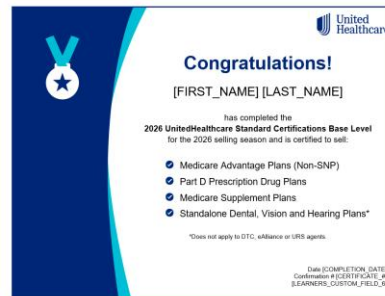 United
Healthcare
Congratulations!
[FIRST_NAME] [LAST_NAME]
has completed the
2026 UnitedHealthcare Standard Certifications Base Level
for the 2026 selling season and is certified to sell:
Medicare Advantage Plans (Non-SNP)
Part D Prescription Drug Plans
Medicare Supplement Plans
Standalone Dental, Vision and Hearing Plans*
*Does not apply to DTC, eAlliance or URS agents.
Date [COMPLETION_DATE
Confirmation # [CERTIFICATE_#
[LEARNERS_CUSTOM_FIELD_6